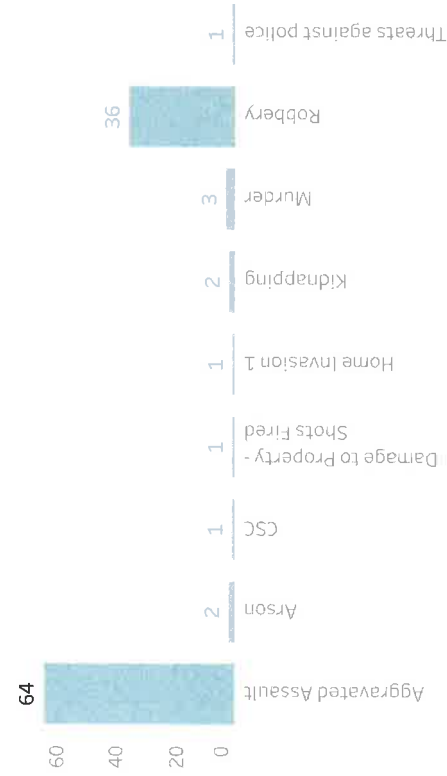 64
60
40
20
0
2
1
1
1
2
3
36
1
Aggravated Assault
Arson
CSC
Damage to Property -
Shots Fired
Home Invasion 1
Kidnapping
Murder
Robbery
Threats against police